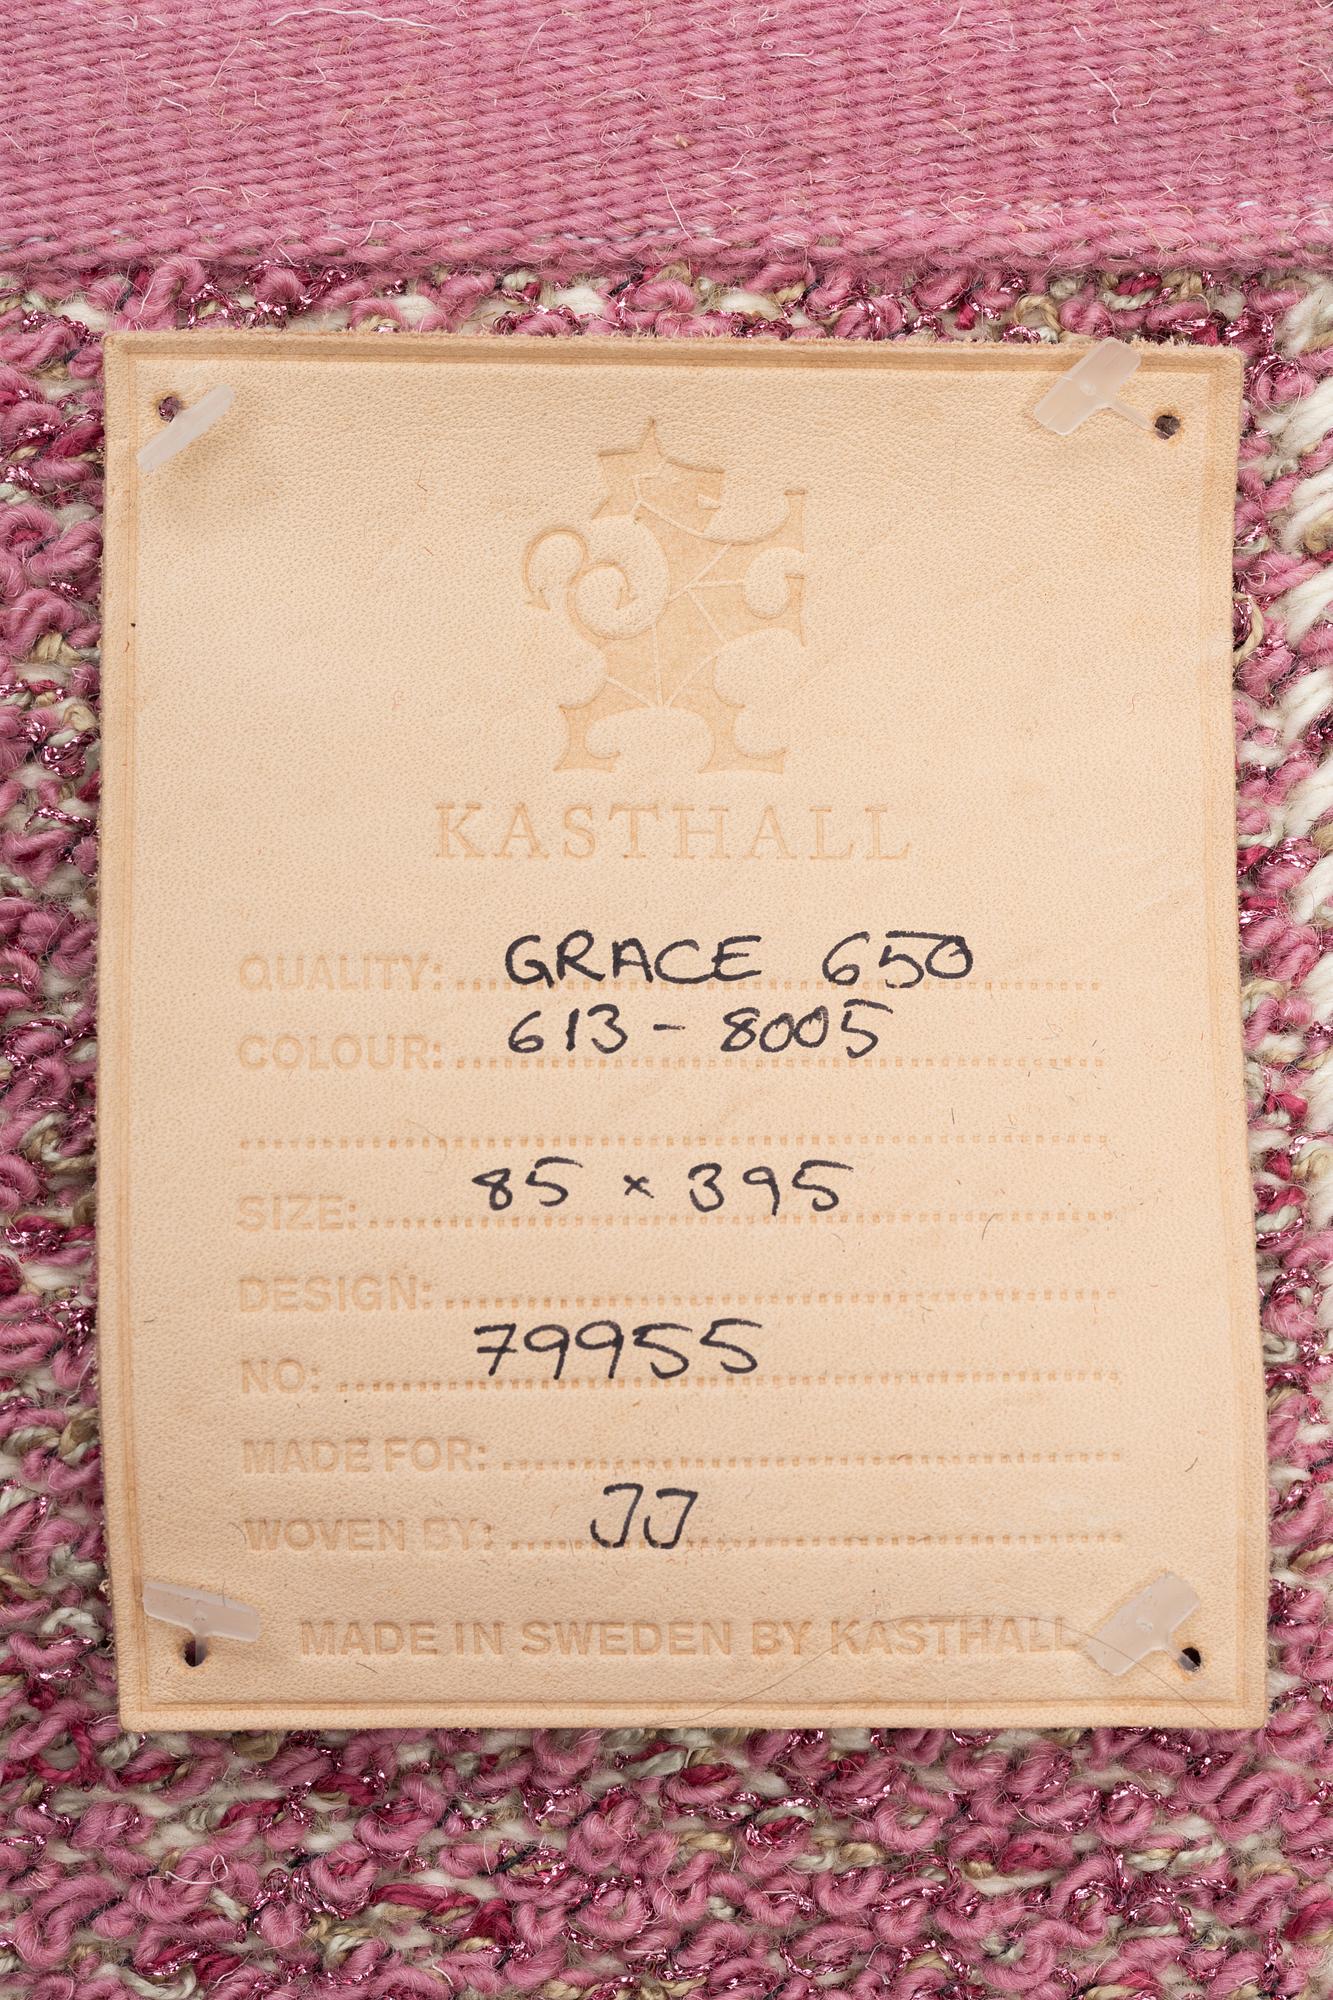 KASTHALL
QUALITY: GRACE 650
COLOUR: 613 - 8005
SIZE: 85 × 395
DESIGN:
NO: 79955
MADE FOR:
WOVEN BY: JJ
MADE IN SWEDEN BY KASTHALL